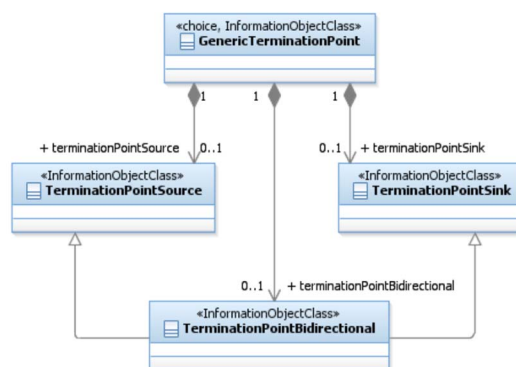 «choice, InformationObjectClass»
GenericTerminationPoint
1
1
1
+ terminationPointSource
0..1
0..1
+ terminationPointSink
«InformationObjectClass»
TerminationPointSource
«InformationObjectClass»
TerminationPointSink
0..1
+ terminationPointBidirectional
«InformationObjectClass»
TerminationPointBidirectional